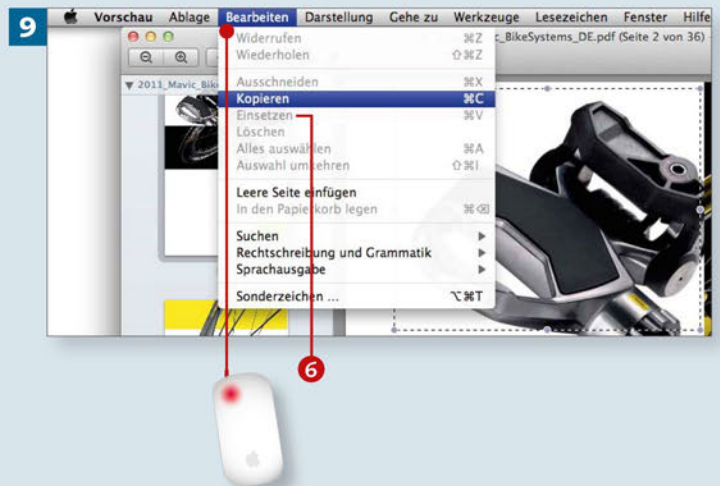 9
Vorschau Ablage Bearbeiten Darstellung Gehe zu Werkzeuge Lesezeichen Fenster Hilfe
c_BikeSystems_DE.pdf (Seite 2 von 36)
2011_Mavic_Bik
Widerrufen ⌘Z
Wiederholen ⇧⌘Z
Ausschneiden ⌘X
Kopieren ⌘C
Einsetzen ⌘V
Löschen
Alles auswählen ⌘A
Auswahl umkehren ⇧⌘I
Leere Seite einfügen
In den Papierkorb legen ⌘⌫
Suchen ▶
Rechtschreibung und Grammatik ▶
Sprachausgabe ▶
Sonderzeichen ... ⌥⌘T
6